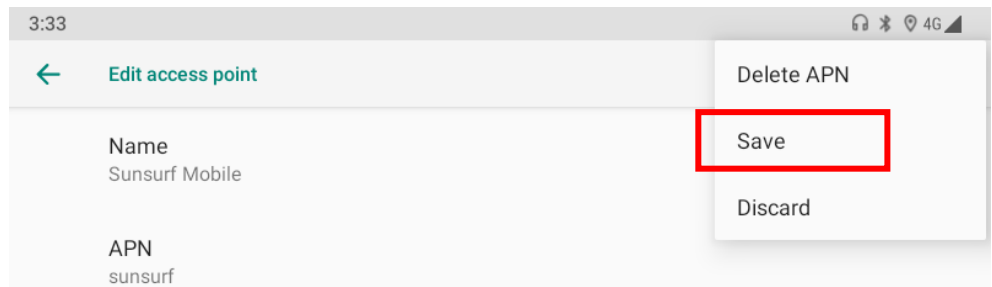 3:33 4G
Edit access point
Delete APN
Name
Save
Sunsurf Mobile
Discard
APN
sunsurf